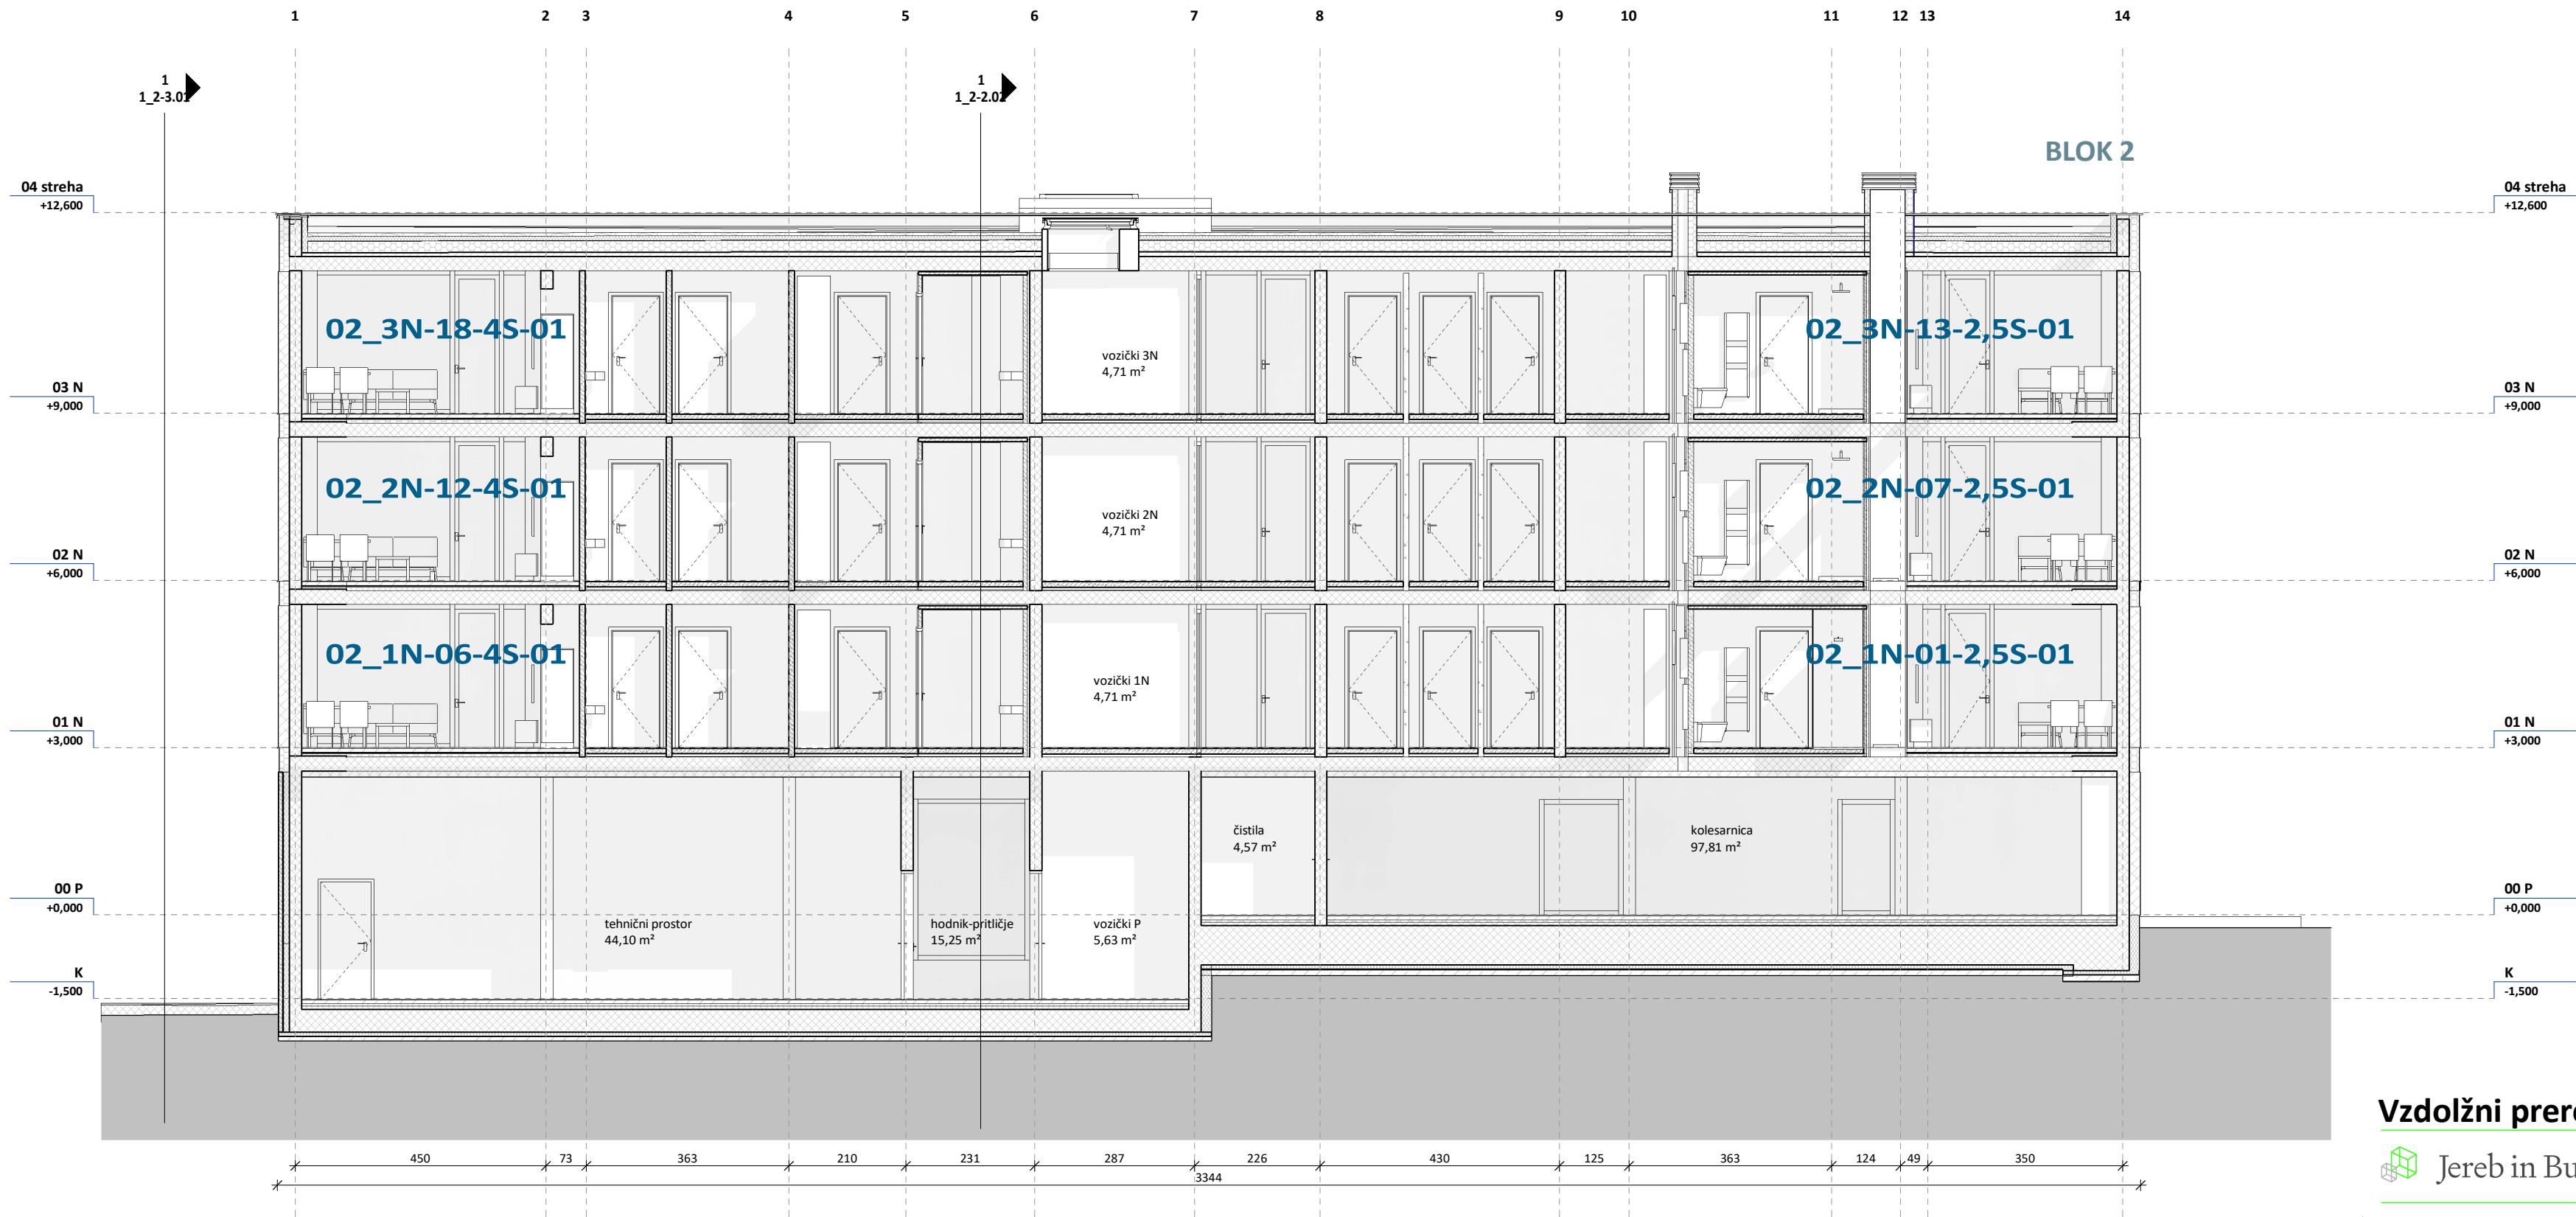 1 2 3 4 5 6 7 8 9 10 11 12 13 14
1
1_2-3.01
1
1_2-2.02
BLOK 2
04 streha
+12,600
04 streha
+12,600
02_3N-18-4S-01
02_3N-13-2,5S-01
vozički 3N
4,71 m²
03 N
+9,000
03 N
+9,000
02_2N-12-4S-01
02_2N-07-2,5S-01
vozički 2N
4,71 m²
02 N
+6,000
02 N
+6,000
02_1N-06-4S-01
02_1N-01-2,5S-01
vozički 1N
4,71 m²
01 N
+3,000
01 N
+3,000
čistila
4,57 m²
kolesarnica
97,81 m²
00 P
+0,000
00 P
+0,000
tehnični prostor
44,10 m²
hodnik-pritličje
15,25 m²
vozički P
5,63 m²
K
-1,500
K
-1,500
Vzdolžni prere
450 73 363 210 231 287 226 430 125 363 124 49 350
3344
Jereb in Bu